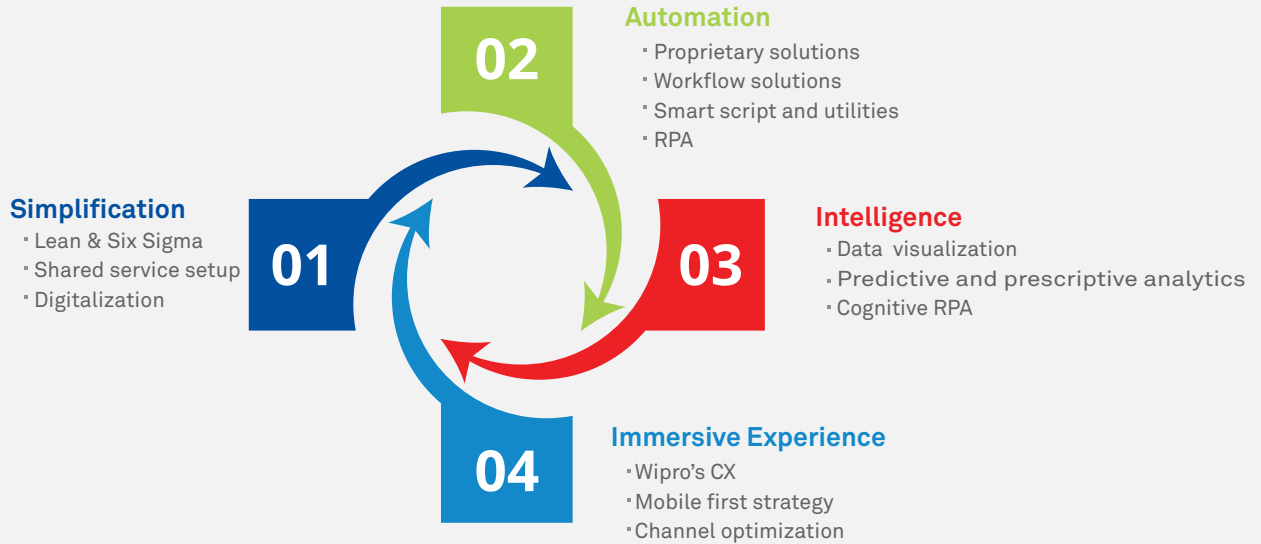 01
Simplification
Lean & Six Sigma
Shared service setup
Digitalization
02
Automation
Proprietary solutions
Workflow solutions
Smart script and utilities
RPA
03
Intelligence
Data visualization
Predictive and prescriptive analytics
Cognitive RPA
04
Immersive Experience
Wipro’s CX
Mobile first strategy
Channel optimization